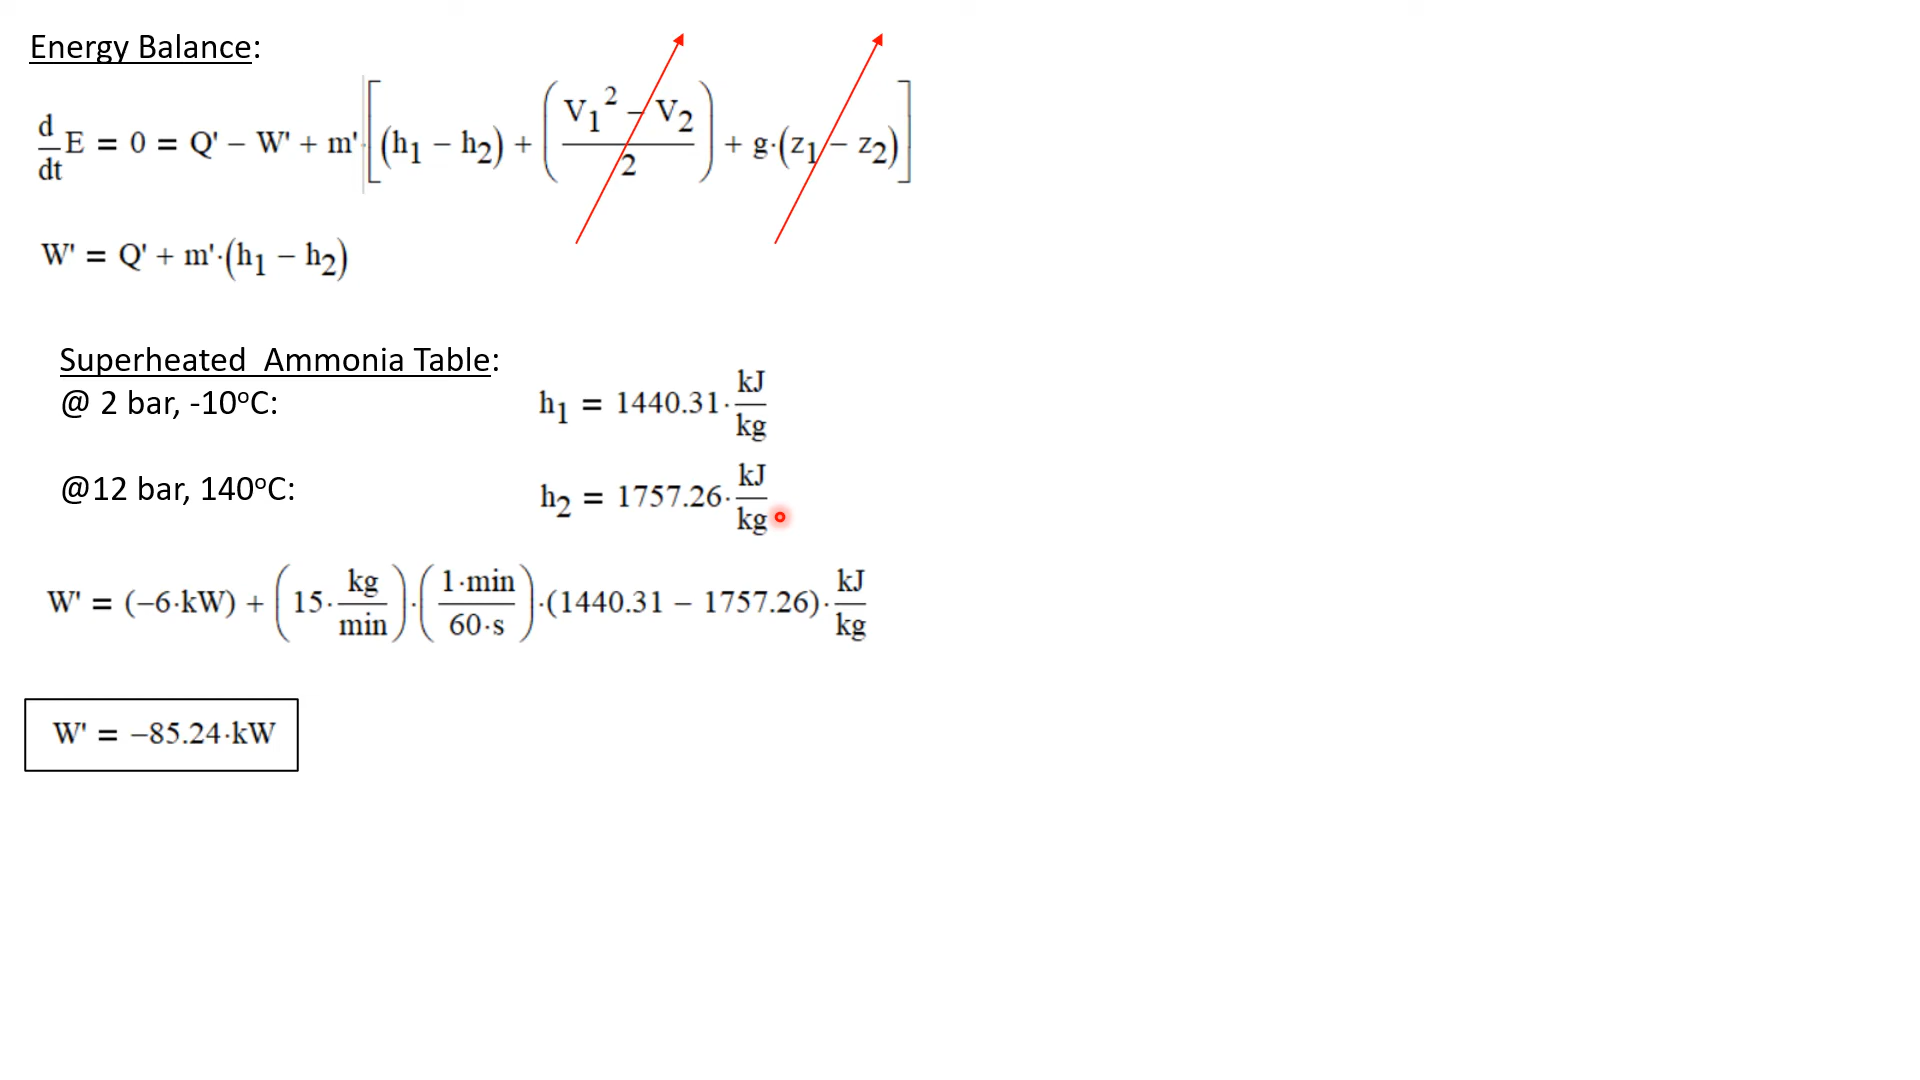 Energy Balance:
d/dt E = 0 = Q' − W' + m'·[(h₁ − h₂) + ((V₁² − V₂)/2) + g·(z₁ − z₂)]
W' = Q' + m'·(h₁ − h₂)
Superheated Ammonia Table:
@ 2 bar, -10°C: h₁ = 1440.31·kJ/kg
@12 bar, 140°C: h₂ = 1757.26·kJ/kg
W' = (−6·kW) + (15·kg/min)·(1·min/60·s)·(1440.31 − 1757.26)·kJ/kg
W' = −85.24·kW